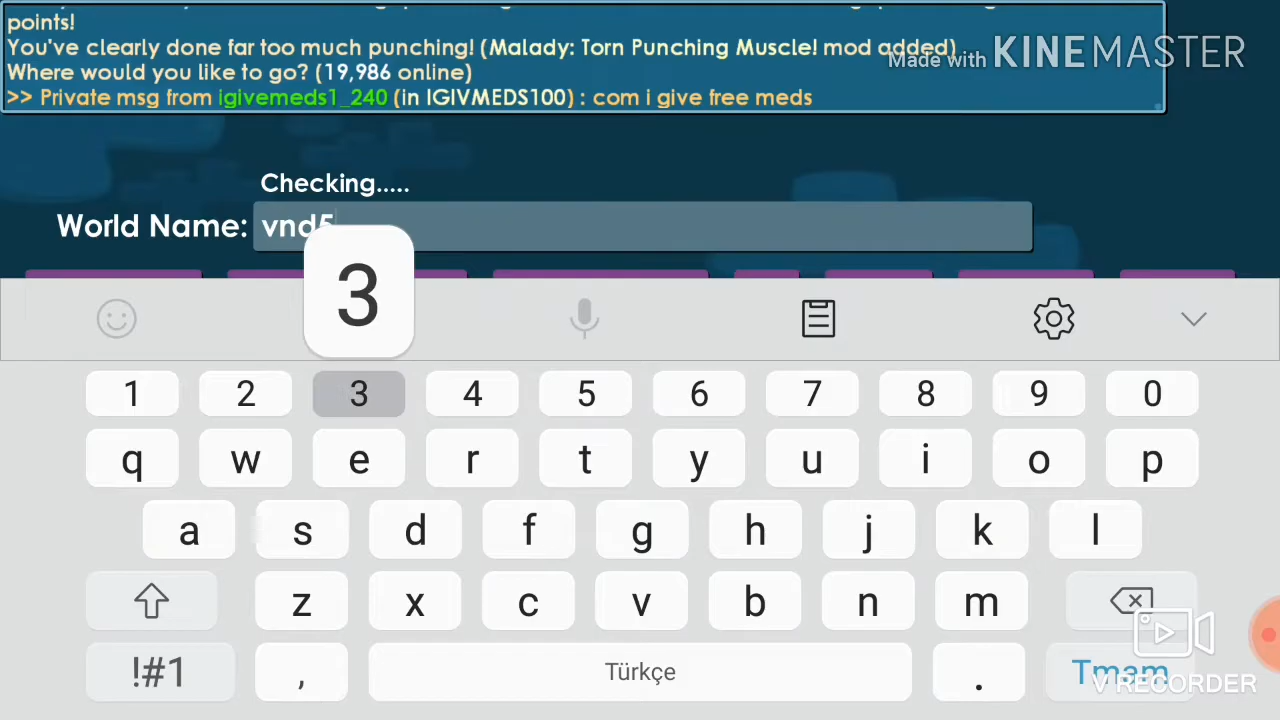 points!
You've clearly done far too much punching! (Malady: Torn Punching Muscle! mod added)
Where would you like to go? (19,986 online)
>> Private msg from igivemeds1_240 (in IGIVMEDS100) : com i give free meds
Made with KINEMASTER
Checking.....
World Name: vnd5
3
1 2 3 4 5 6 7 8 9 0
q w e r t y u i o p
a s d f g h j k l
z x c v b n m
!#1 , Türkçe . Tmam
V RECORDER